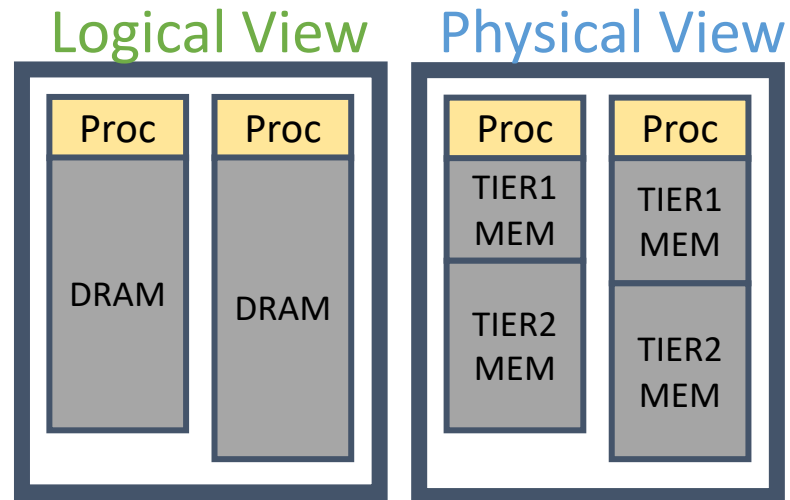 Logical View
Proc
DRAM
Proc
DRAM
Physical View
Proc
TIER1
MEM
TIER2
MEM
Proc
TIER1
MEM
TIER2
MEM